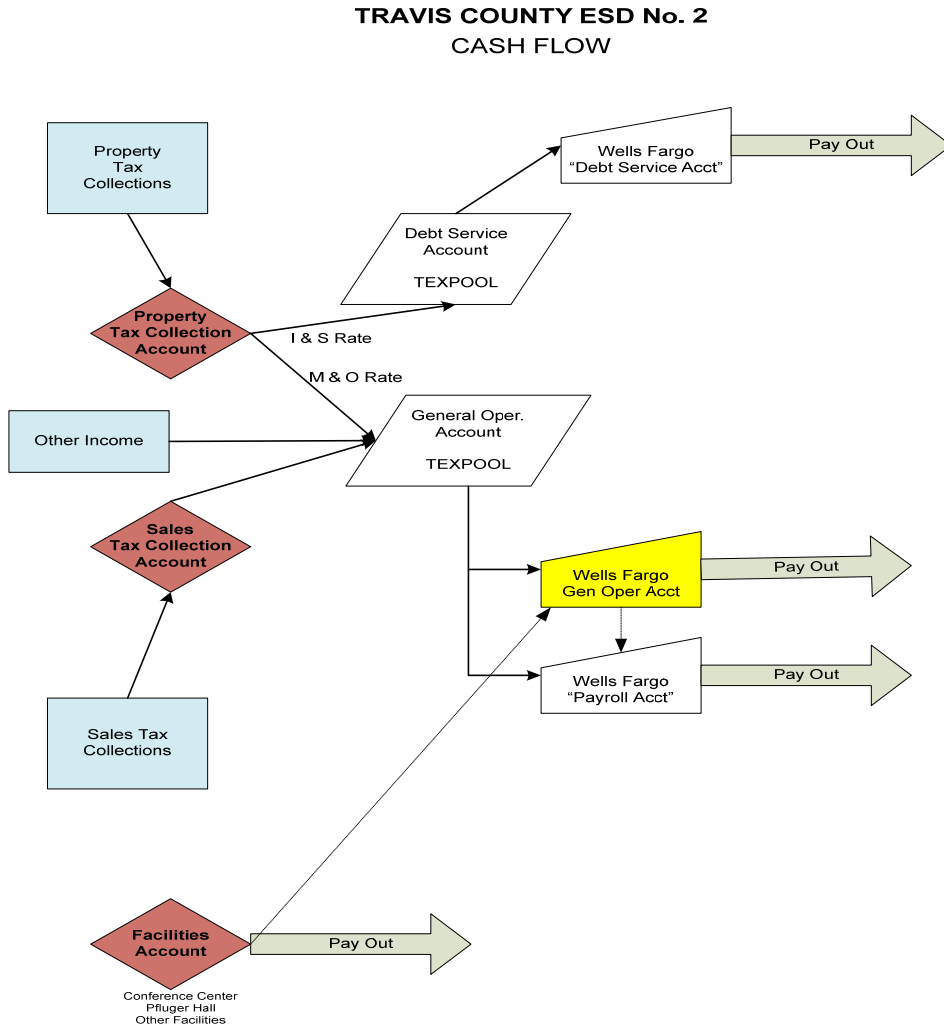 TRAVIS COUNTY ESD No. 2
CASH FLOW
Property
Tax
Collections
Wells Fargo
“Debt Service Acct”
Pay Out
Debt Service
Account
TEXPOOL
Property
Tax Collection
Account
I & S Rate
M & O Rate
Other Income
General Oper.
Account
TEXPOOL
Sales
Tax Collection
Account
Wells Fargo
Gen Oper Acct
Pay Out
Wells Fargo
“Payroll Acct”
Pay Out
Sales Tax
Collections
Facilities
Account
Pay Out
Conference Center
Pfluger Hall
Other Facilities